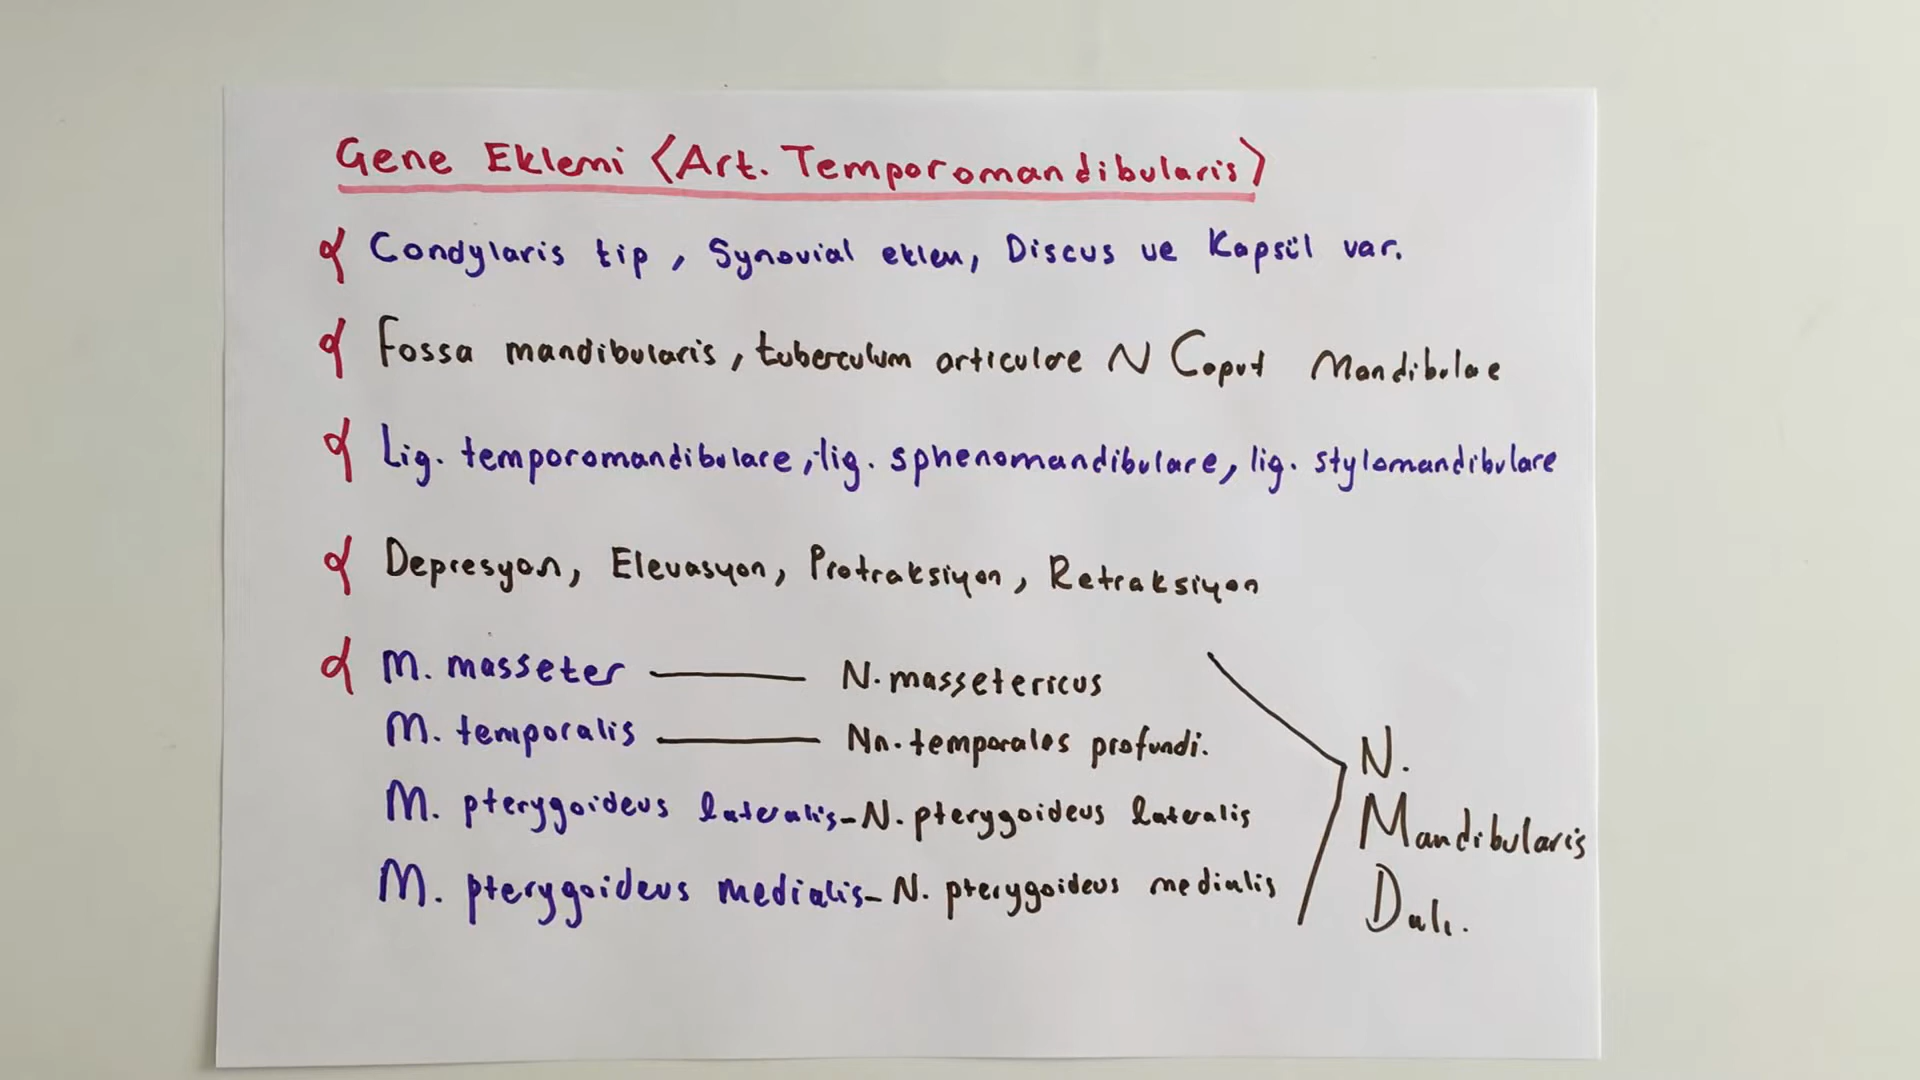 Gene Eklemi (Art. Temporomandibularis)
Condylaris tip, Synovial eklem, Discus ve Kapsül var.
Fossa mandibularis, tuberculum articulare ~ Caput Mandibulae
Lig. temporomandibulare, lig. sphenomandibulare, lig. stylomandibulare
Depresyon, Elevasyon, Protraksiyon, Retraksiyon
M. masseter — N. massetericus
M. temporalis — Nn. temporales profundi.
M. pterygoideus lateralis - N. pterygoideus lateralis
M. pterygoideus medialis - N. pterygoideus medialis
N.
Mandibularis
Dalı.